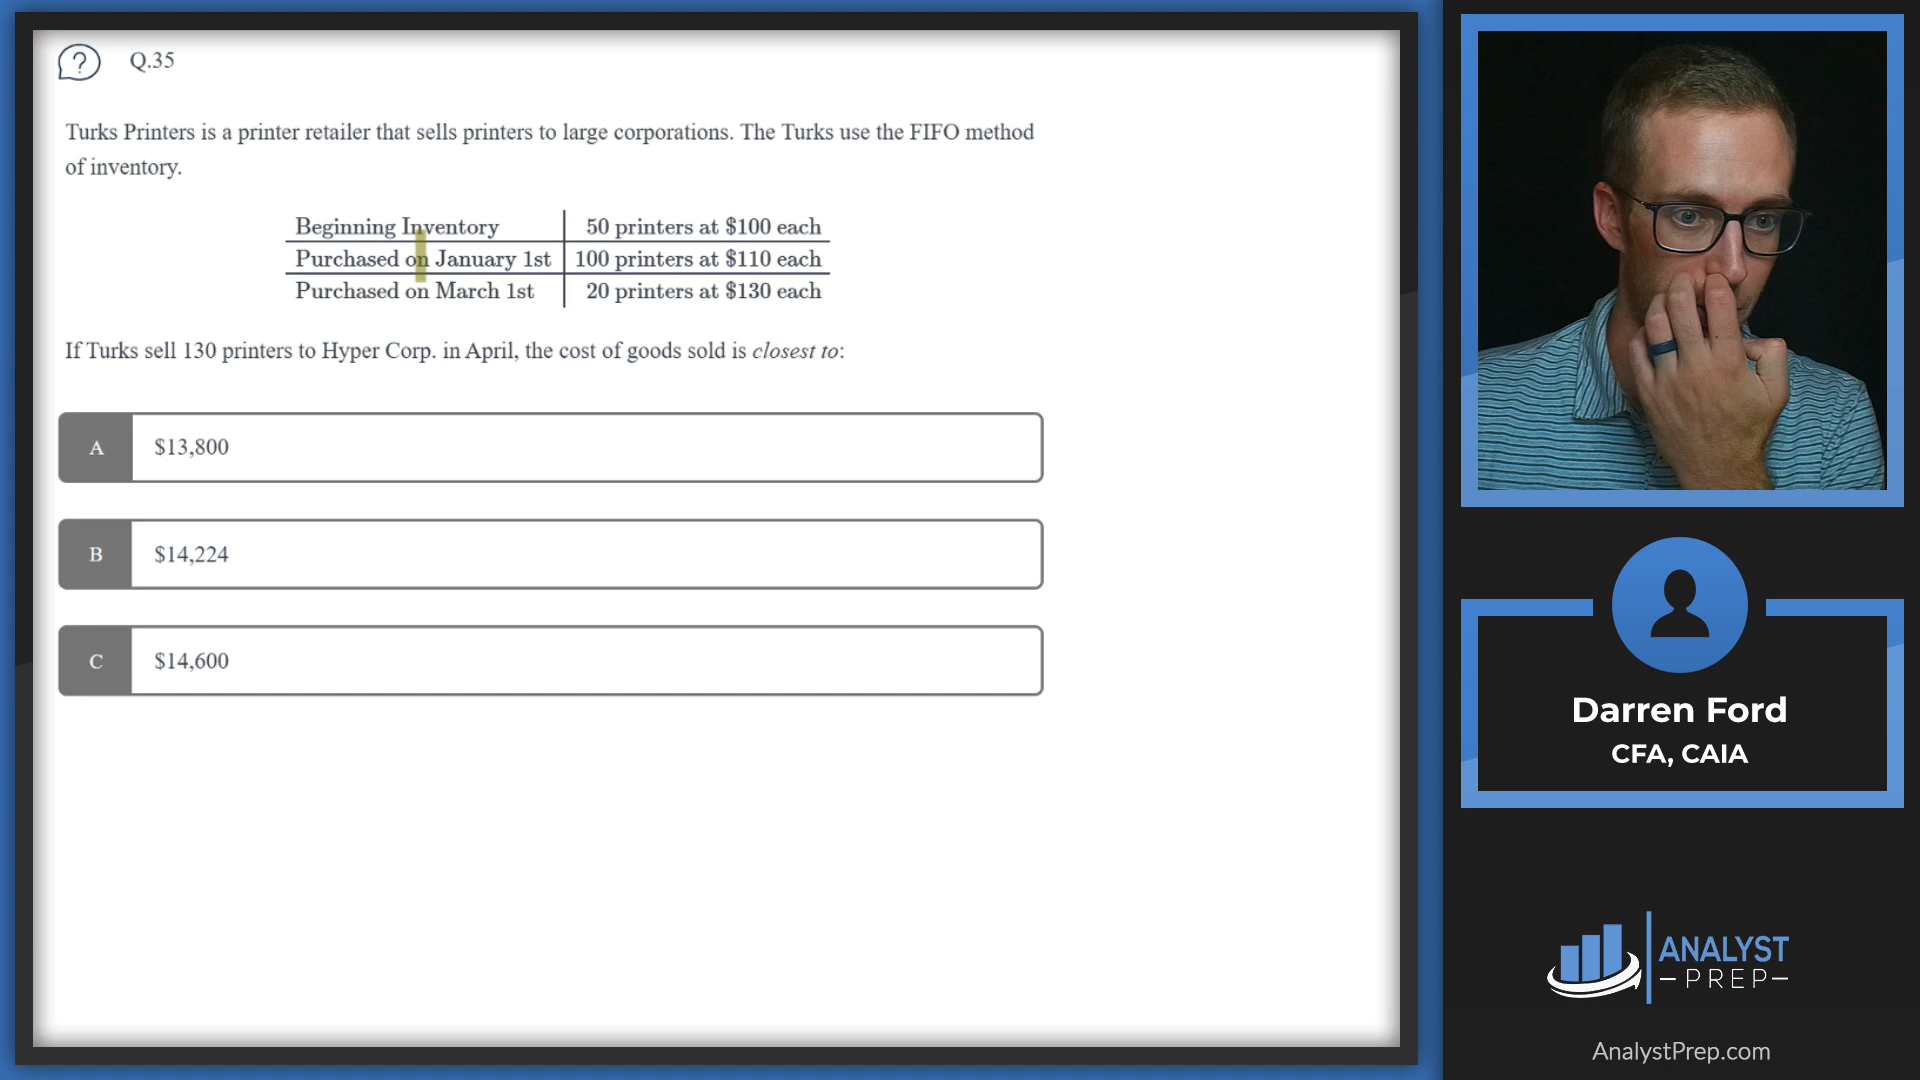 ?
Q.35
Turks Printers is a printer retailer that sells printers to large corporations. The Turks use the FIFO method
of inventory.
Beginning Inventory 50 printers at $100 each
Purchased on January 1st 100 printers at $110 each
Purchased on March 1st 20 printers at $130 each
If Turks sell 130 printers to Hyper Corp. in April, the cost of goods sold is closest to:
A $13,800
B $14,224
C $14,600
Darren Ford
CFA, CAIA
ANALYST
PREP
AnalystPrep.com